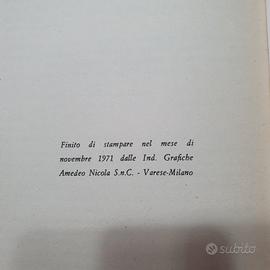 Finito di stampare nel mese di
novembre 1971 dalle Ind. Grafiche
Amedeo Nicola S.n.C. - Varese-Milano
subito